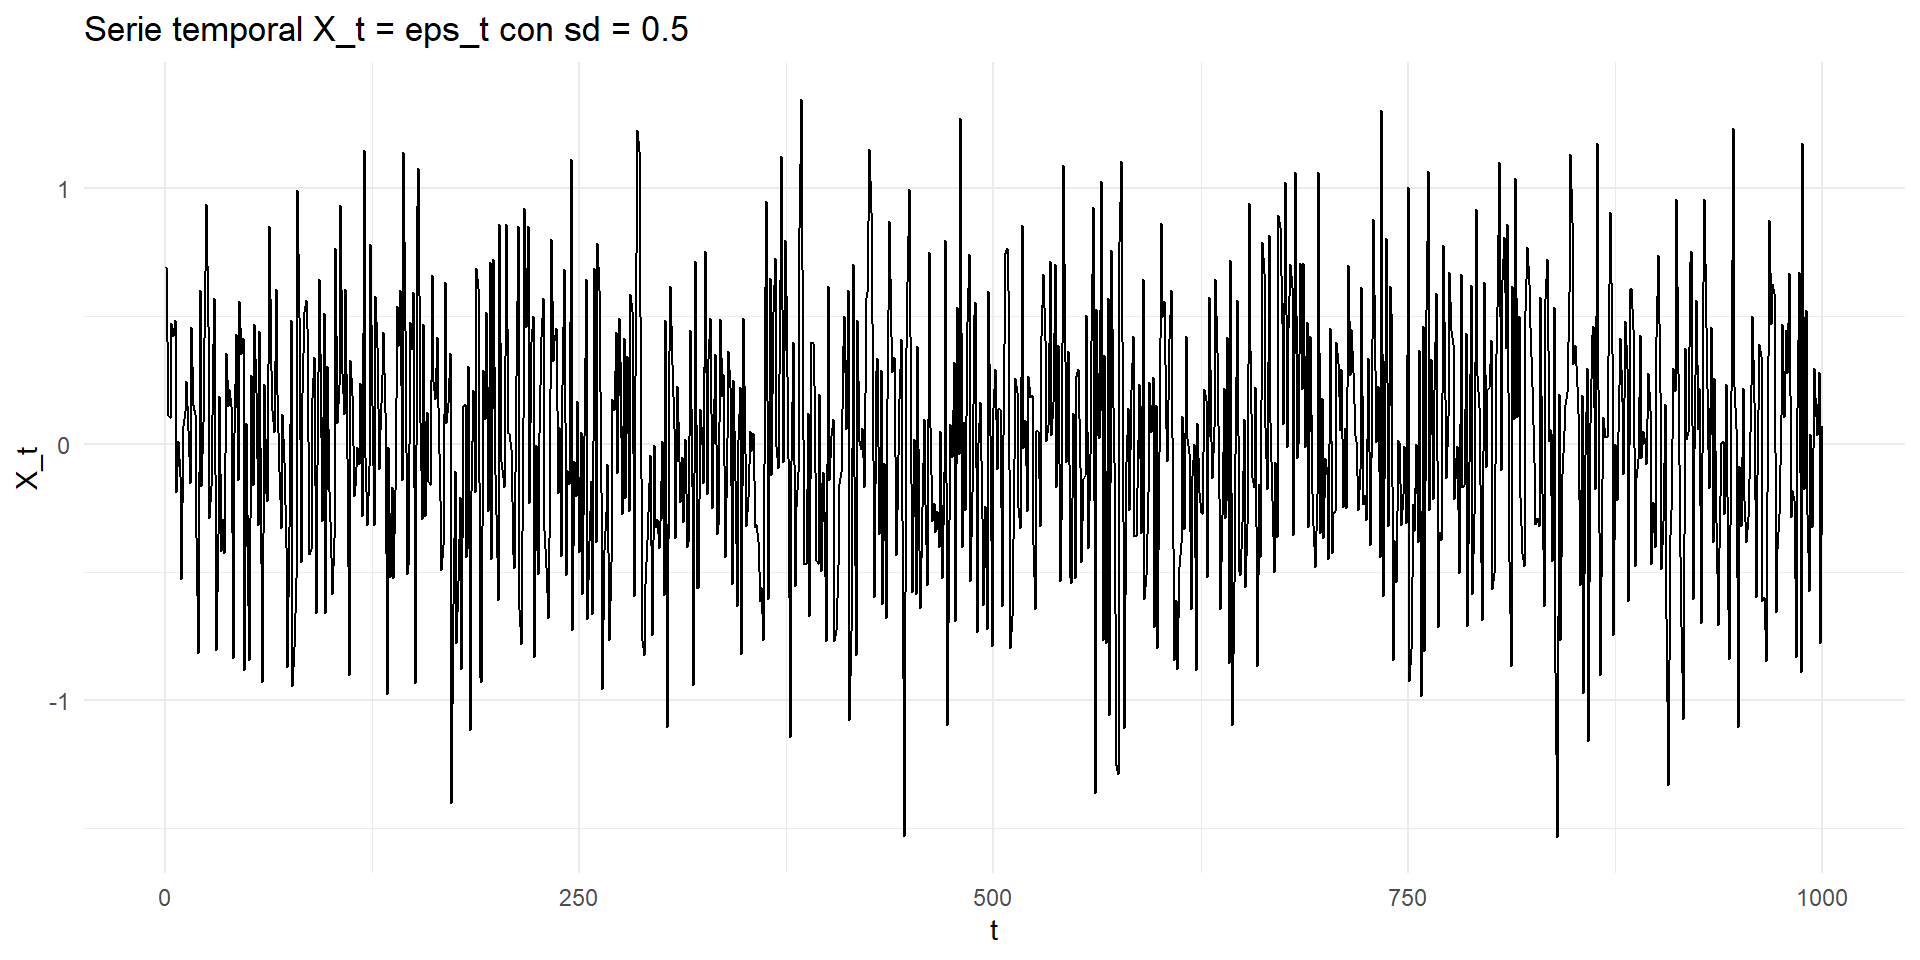 Serie temporal X_t = eps_t con sd = 0.5
1
0
-1
X_t
0 250 500 750 1000
t